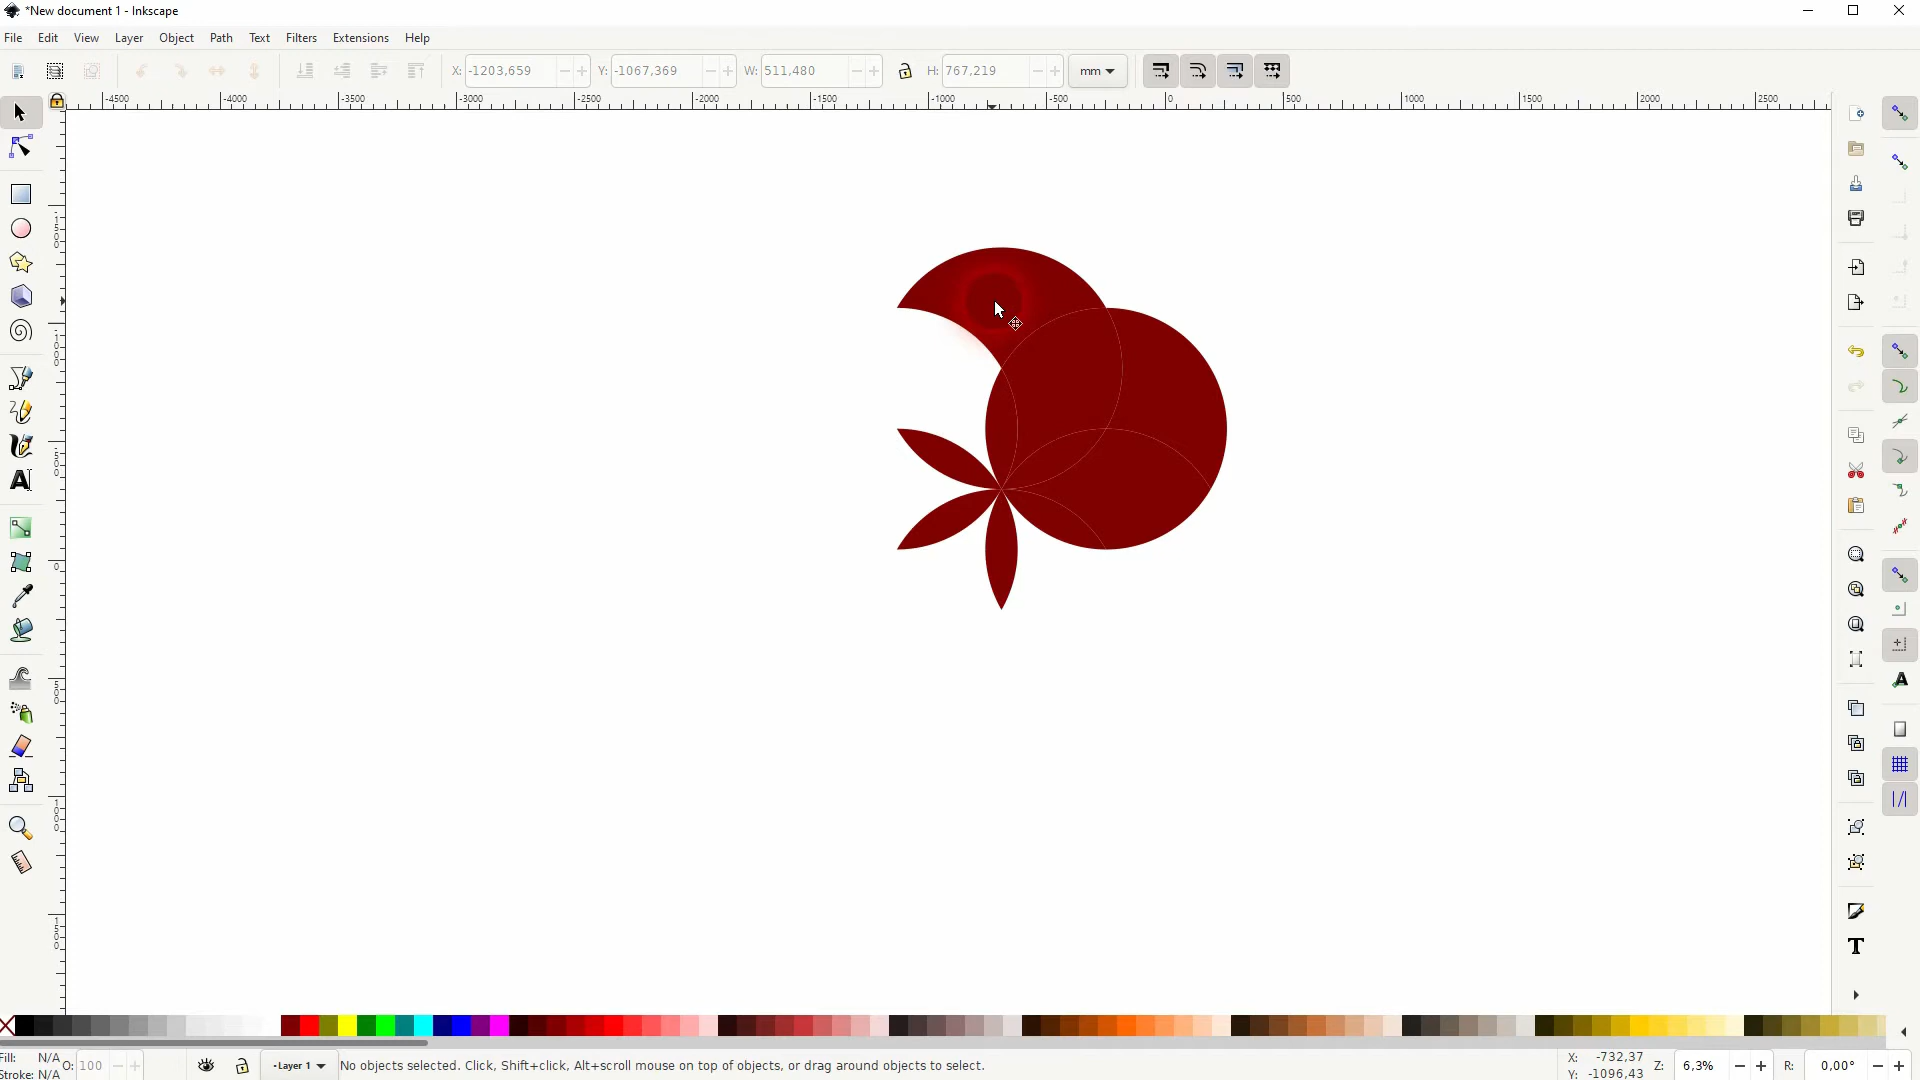 *New document 1 - Inkscape
File Edit View Layer Object Path Text Filters Extensions Help
X: -1203,659 Y: -1067,369 W: 511,480 H: 767,219 mm
-4500 -4000 -3500 -3000 -2500 -2000 -1500 -1000 -500 0 500 1000 1500 2000 2500
Fill: N/A O: 100 -Layer 1 No objects selected. Click, Shift+click, Alt+scroll mouse on top of objects, or drag around objects to select. X: -732,37 Z: 6,3% R: 0,00°
Stroke: N/A Y: -1096,43